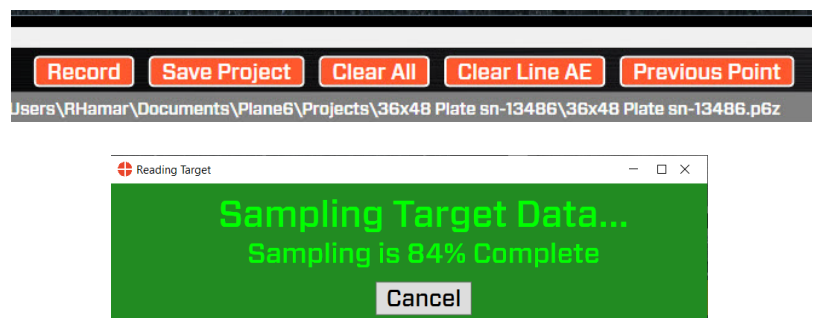 Record Save Project Clear All Clear Line AE Previous Point
Users\RHamar\Documents\Plane6\Projects\36x48 Plate sn-13486\36x48 Plate sn-13486.p6z
Reading Target
Sampling Target Data...
Sampling is 84% Complete
Cancel